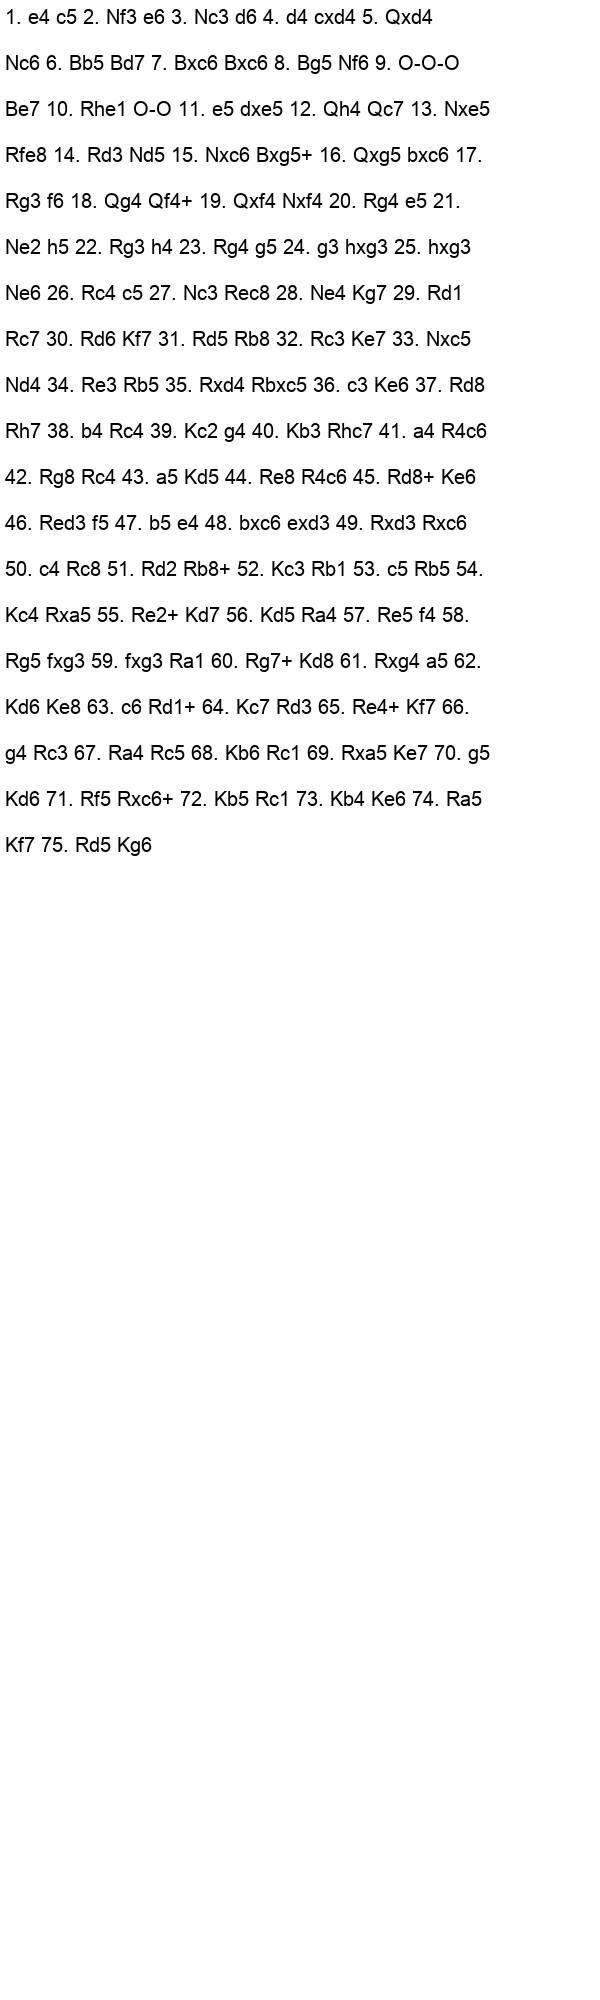 1. e4 c5 2. Nf3 e6 3. Nc3 d6 4. d4 cxd4 5. Qxd4
Nc6 6. Bb5 Bd7 7. Bxc6 Bxc6 8. Bg5 Nf6 9. O-O-O
Be7 10. Rhe1 O-O 11. e5 dxe5 12. Qh4 Qc7 13. Nxe5
Rfe8 14. Rd3 Nd5 15. Nxc6 Bxg5+ 16. Qxg5 bxc6 17.
Rg3 f6 18. Qg4 Qf4+ 19. Qxf4 Nxf4 20. Rg4 e5 21.
Ne2 h5 22. Rg3 h4 23. Rg4 g5 24. g3 hxg3 25. hxg3
Ne6 26. Rc4 c5 27. Nc3 Rec8 28. Ne4 Kg7 29. Rd1
Rc7 30. Rd6 Kf7 31. Rd5 Rb8 32. Rc3 Ke7 33. Nxc5
Nd4 34. Re3 Rb5 35. Rxd4 Rbxc5 36. c3 Ke6 37. Rd8
Rh7 38. b4 Rc4 39. Kc2 g4 40. Kb3 Rhc7 41. a4 R4c6
42. Rg8 Rc4 43. a5 Kd5 44. Re8 R4c6 45. Rd8+ Ke6
46. Red3 f5 47. b5 e4 48. bxc6 exd3 49. Rxd3 Rxc6
50. c4 Rc8 51. Rd2 Rb8+ 52. Kc3 Rb1 53. c5 Rb5 54.
Kc4 Rxa5 55. Re2+ Kd7 56. Kd5 Ra4 57. Re5 f4 58.
Rg5 fxg3 59. fxg3 Ra1 60. Rg7+ Kd8 61. Rxg4 a5 62.
Kd6 Ke8 63. c6 Rd1+ 64. Kc7 Rd3 65. Re4+ Kf7 66.
g4 Rc3 67. Ra4 Rc5 68. Kb6 Rc1 69. Rxa5 Ke7 70. g5
Kd6 71. Rf5 Rxc6+ 72. Kb5 Rc1 73. Kb4 Ke6 74. Ra5
Kf7 75. Rd5 Kg6